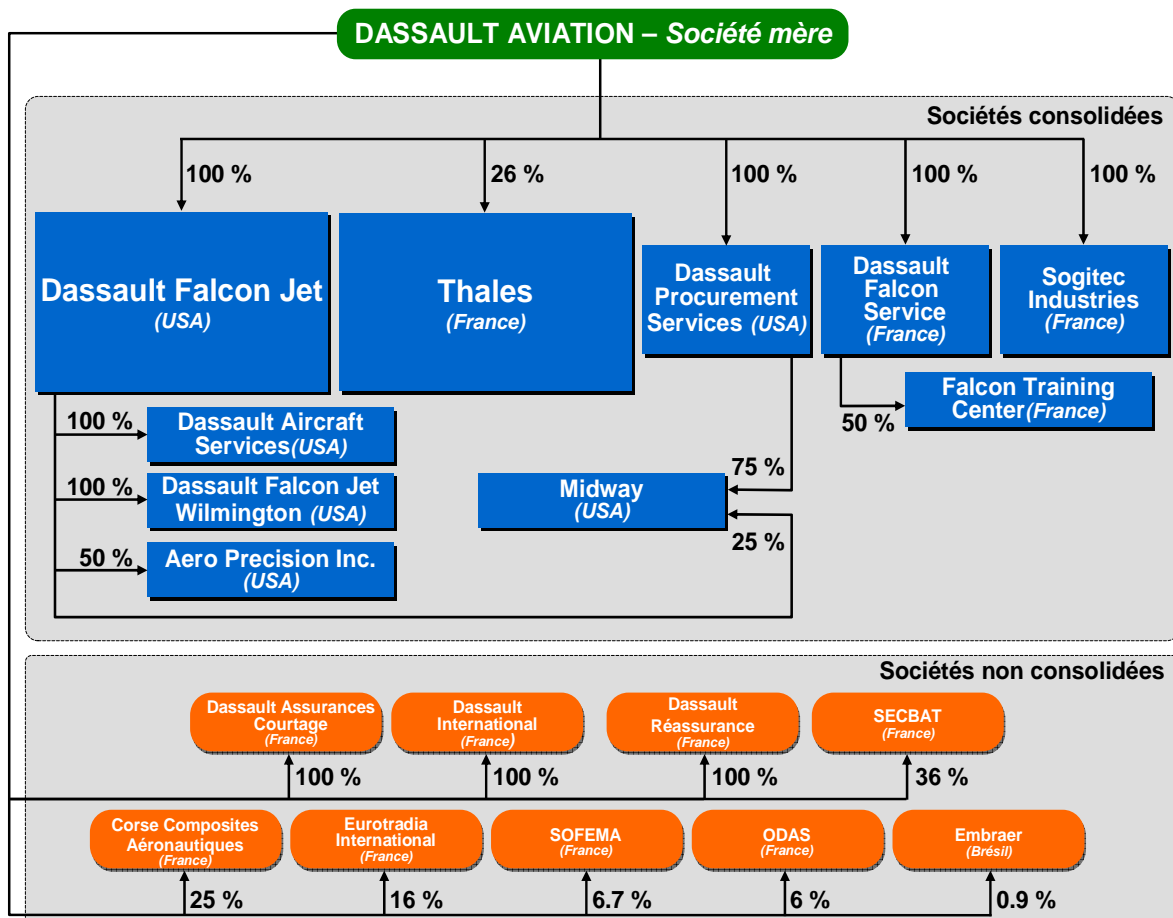 DASSAULT AVIATION – Société mère
Sociétés consolidées
100 %
26 %
100 %
100 %
100 %
Dassault Falcon Jet
(USA)
Thales
(France)
Dassault
Procurement
Services (USA)
Dassault
Falcon
Service
(France)
Sogitec
Industries
(France)
Falcon Training
Center(France)
50 %
100 %
Dassault Aircraft
Services(USA)
100 %
Dassault Falcon Jet
Wilmington (USA)
50 %
Aero Precision Inc.
(USA)
Midway
(USA)
75 %
25 %
Sociétés non consolidées
Dassault Assurances
Courtage
(France)
Dassault
International
(France)
Dassault
Réassurance
(France)
SECBAT
(France)
100 %
100 %
100 %
36 %
Corse Composites
Aéronautiques
(France)
Eurotradia
International
(France)
SOFEMA
(France)
ODAS
(France)
Embraer
(Brésil)
25 %
16 %
6.7 %
6 %
0.9 %